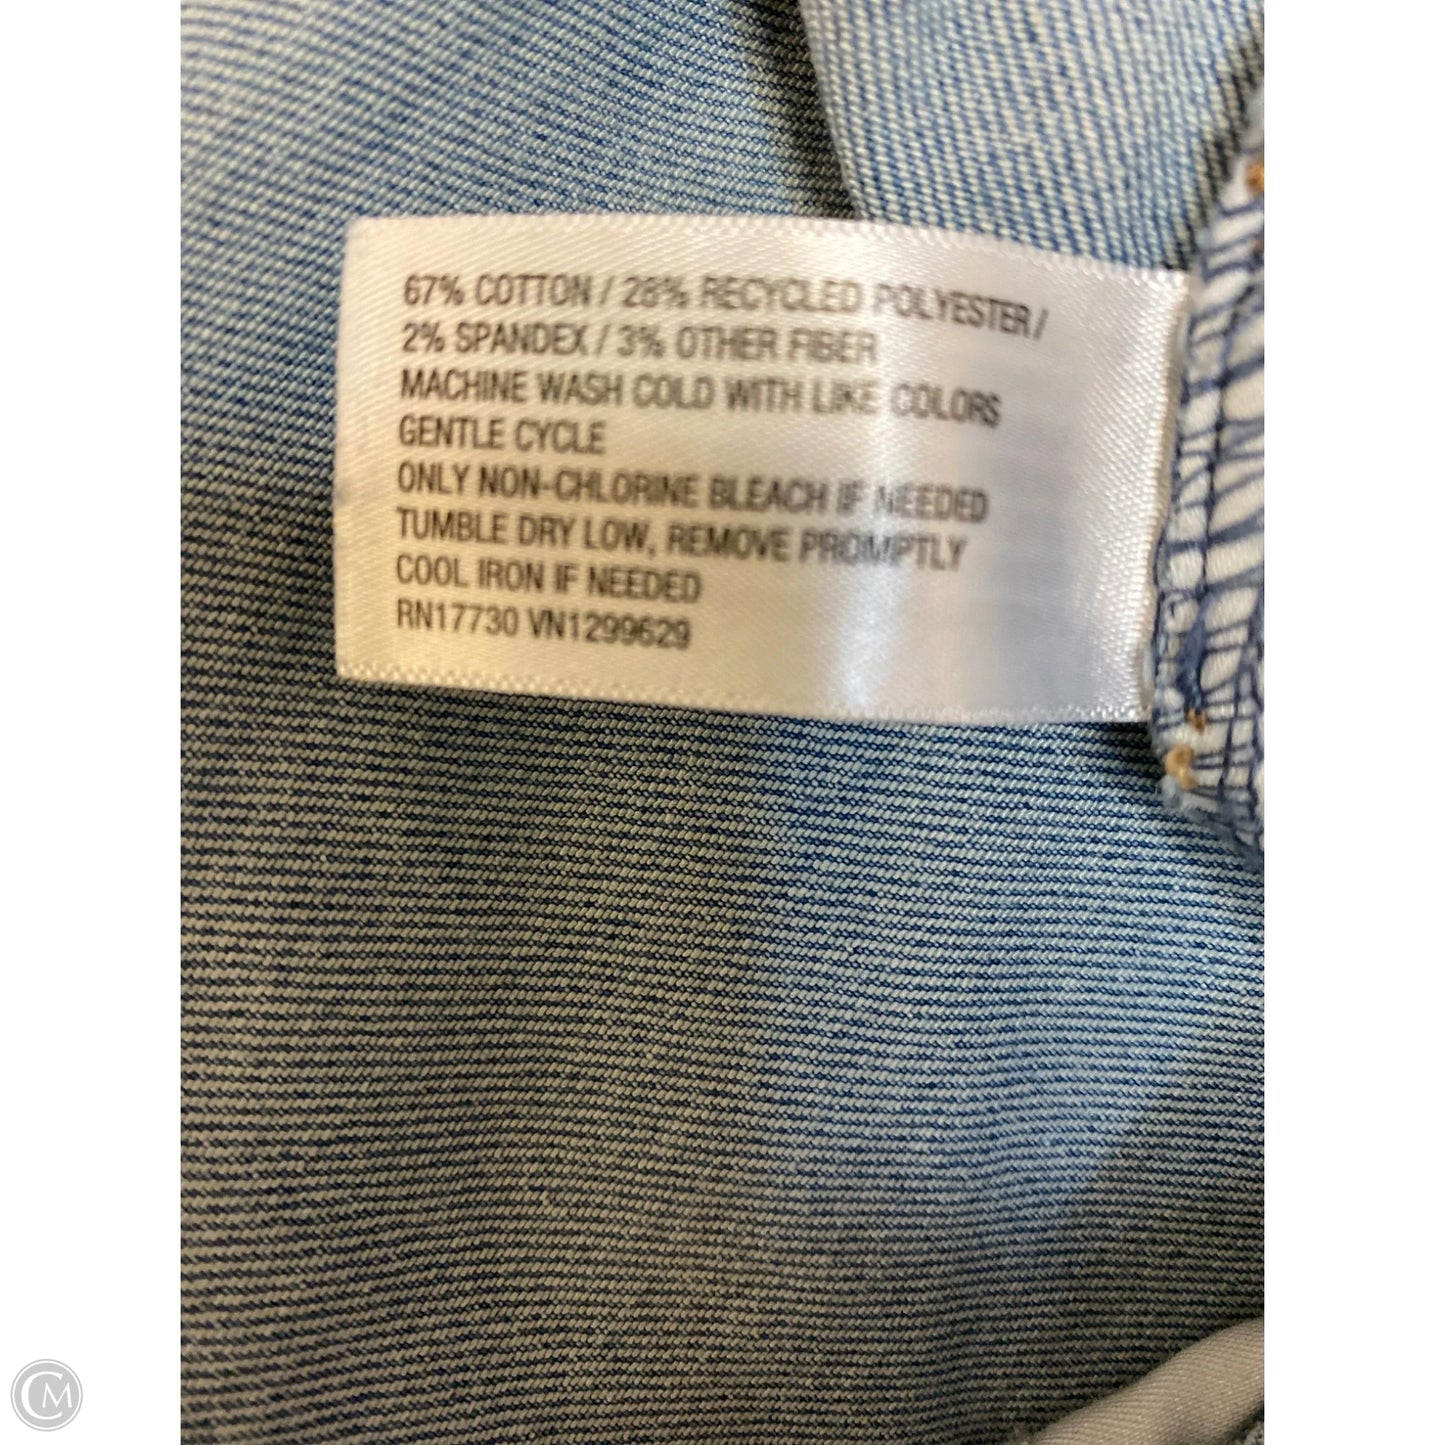 67% COTTON / 28% RECYCLED POLYESTER /
2% SPANDEX / 3% OTHER FIBER
MACHINE WASH COLD WITH LIKE COLORS
GENTLE CYCLE
ONLY NON-CHLORINE BLEACH IF NEEDED
TUMBLE DRY LOW, REMOVE PROMPTLY
COOL IRON IF NEEDED
RN17730 VN1299629
CM